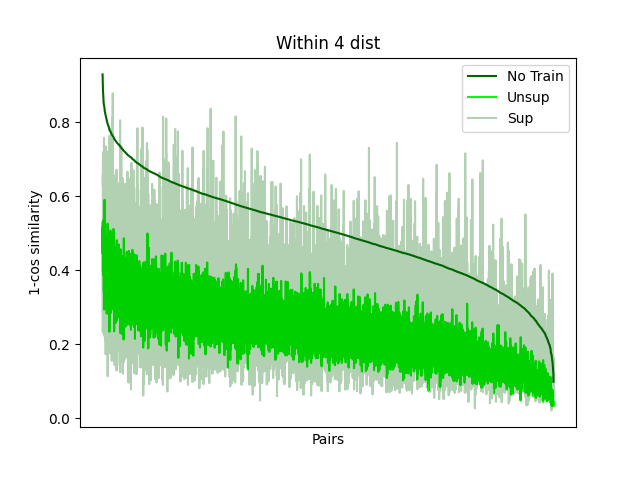 Within 4 dist
No Train
Unsup
Sup
0.8
0.6
0.4
0.2
0.0
1-cos similarity
Pairs